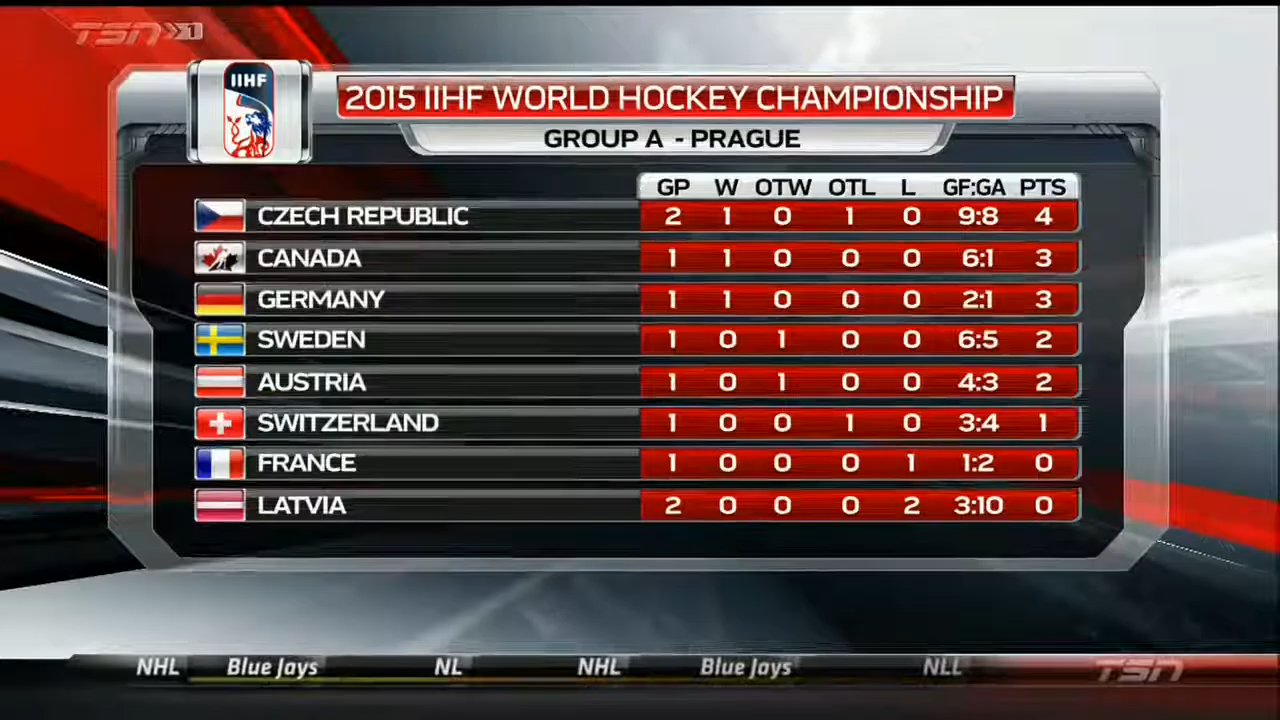 TSN 1
IIHF
2015 IIHF WORLD HOCKEY CHAMPIONSHIP
GROUP A - PRAGUE
GP W OTW OTL L GF:GA PTS
CZECH REPUBLIC 2 1 0 1 0 9:8 4
CANADA 1 1 0 0 0 6:1 3
GERMANY 1 1 0 0 0 2:1 3
SWEDEN 1 0 1 0 0 6:5 2
AUSTRIA 1 0 1 0 0 4:3 2
SWITZERLAND 1 0 0 1 0 3:4 1
FRANCE 1 0 0 0 1 1:2 0
LATVIA 2 0 0 0 2 3:10 0
NHL Blue Jays NL NHL Blue Jays NLL TSN